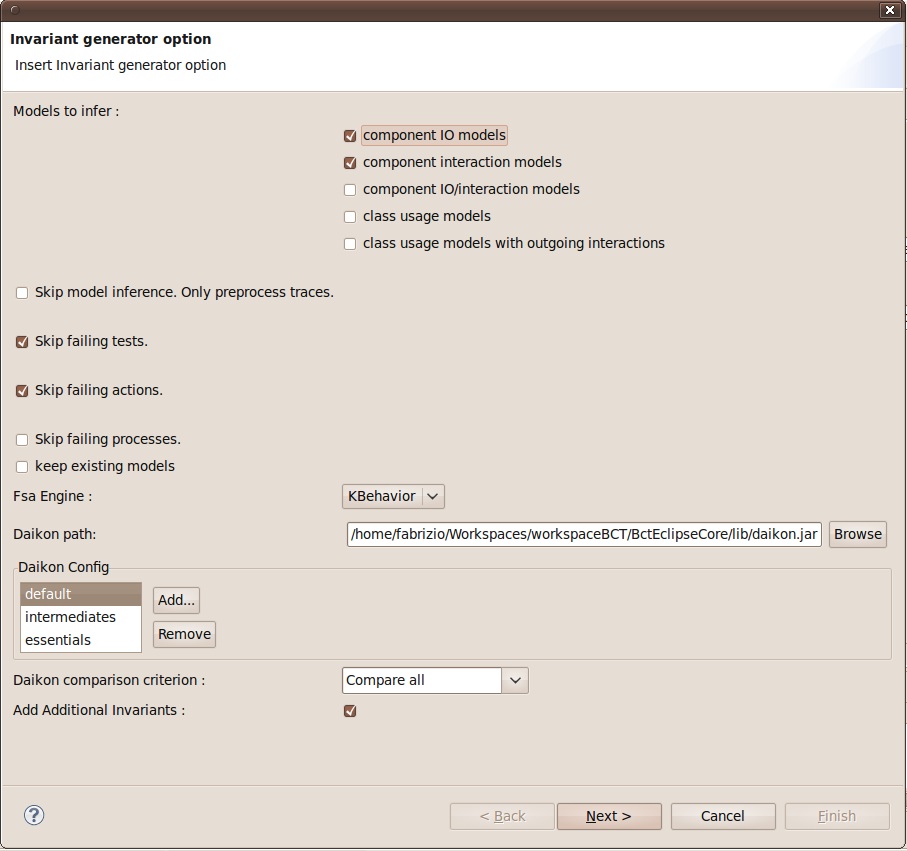 Invariant generator option
Insert Invariant generator option
Models to infer :
component IO models
component interaction models
component IO/interaction models
class usage models
class usage models with outgoing interactions
Skip model inference. Only preprocess traces.
Skip failing tests.
Skip failing actions.
Skip failing processes.
keep existing models
Fsa Engine : KBehavior
Daikon path: /home/fabrizio/Workspaces/workspaceBCT/BctEclipseCore/lib/daikon.jar Browse
Daikon Config
default
Add...
intermediates
Remove
essentials
Daikon comparison criterion : Compare all
Add Additional Invariants :
? < Back Next > Cancel Finish